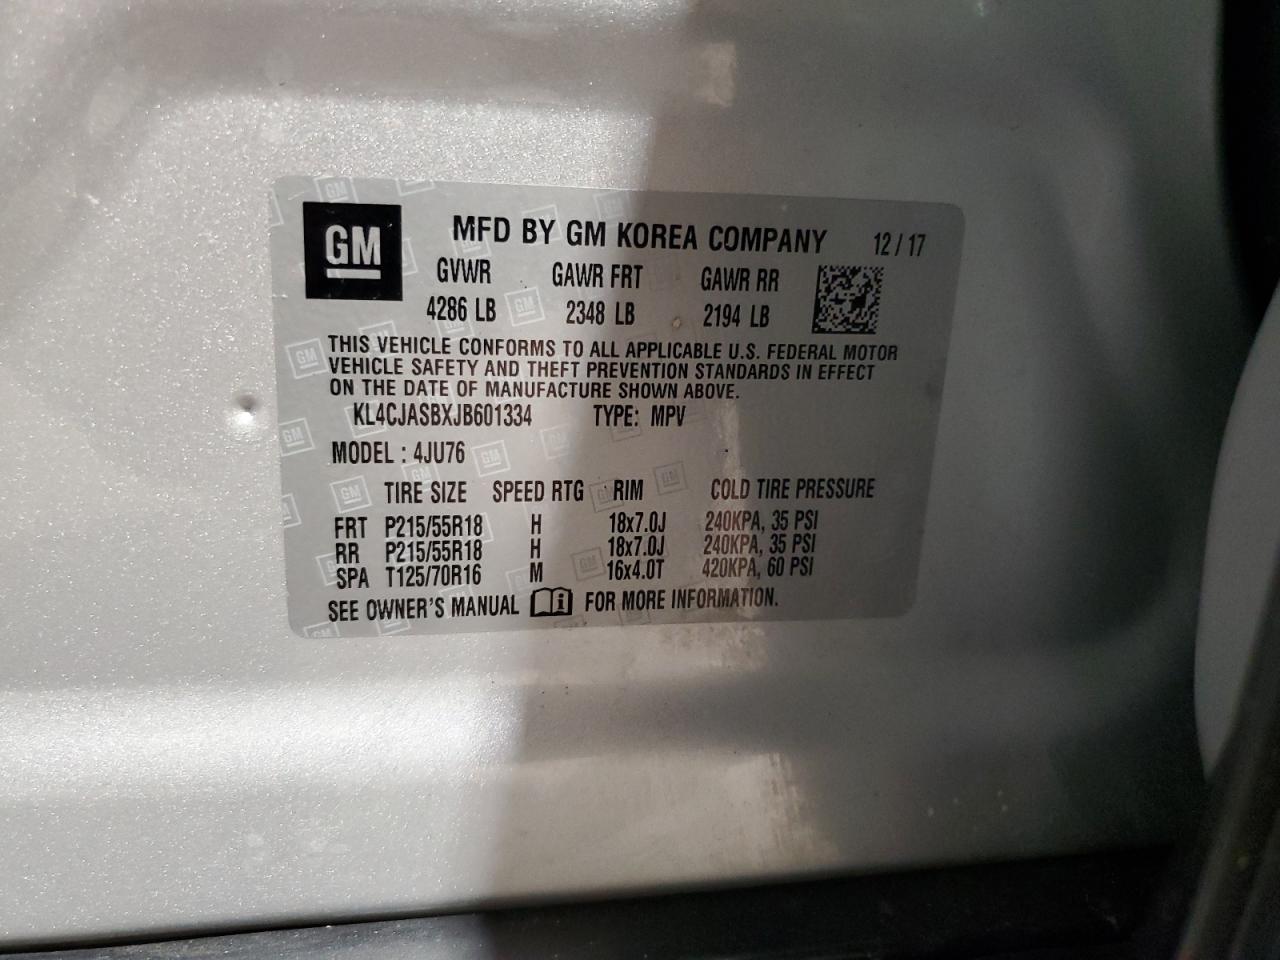 GM
MFD BY GM KOREA COMPANY 12/17
GVWR GAWR FRT GAWR RR
4286 LB 2348 LB 2194 LB
THIS VEHICLE CONFORMS TO ALL APPLICABLE U.S. FEDERAL MOTOR
VEHICLE SAFETY AND THEFT PREVENTION STANDARDS IN EFFECT
ON THE DATE OF MANUFACTURE SHOWN ABOVE.
KL4CJASBXJB601334 TYPE: MPV
MODEL : 4JU76
TIRE SIZE SPEED RTG RIM COLD TIRE PRESSURE
FRT P215/55R18 H 18x7.0J 240KPA, 35 PSI
RR P215/55R18 H 18x7.0J 240KPA, 35 PSI
SPA T125/70R16 M 16x4.0T 420KPA, 60 PSI
SEE OWNER'S MANUAL FOR MORE INFORMATION.